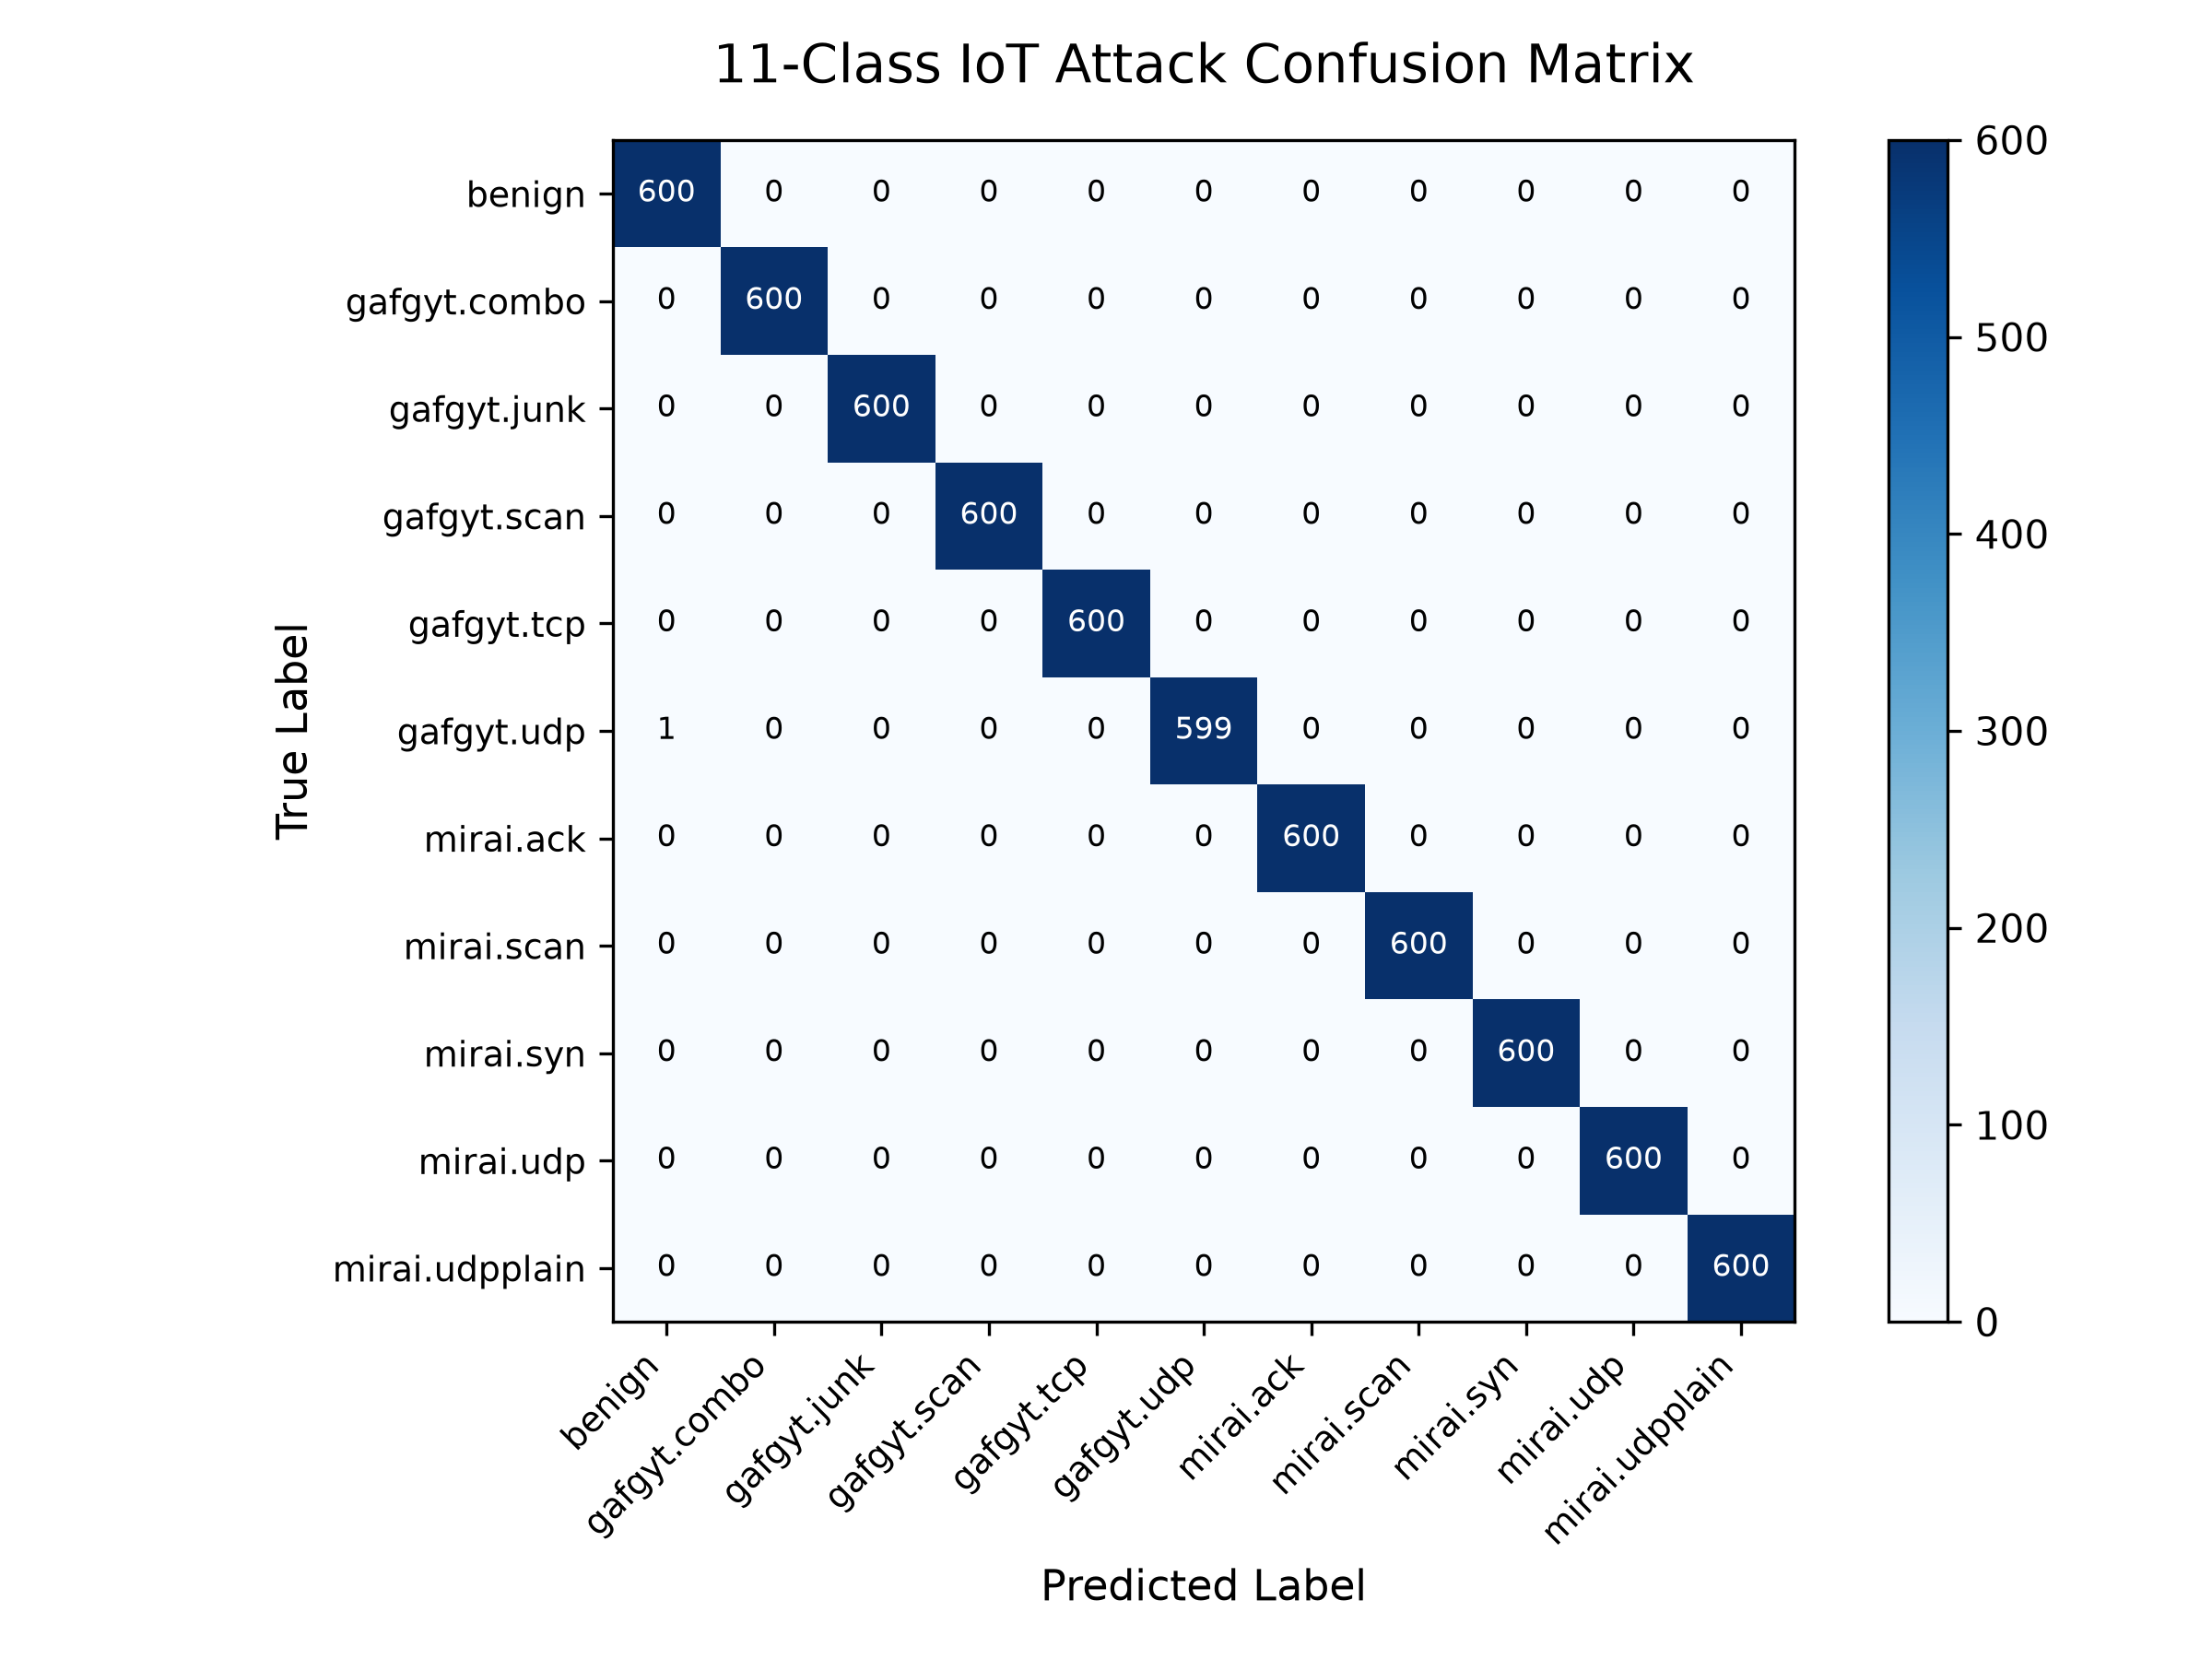 11-Class IoT Attack Confusion Matrix
benign 600 0 0 0 0 0 0 0 0 0 0
gafgyt.combo 0 600 0 0 0 0 0 0 0 0 0
gafgyt.junk 0 0 600 0 0 0 0 0 0 0 0
gafgyt.scan 0 0 0 600 0 0 0 0 0 0 0
gafgyt.tcp 0 0 0 0 600 0 0 0 0 0 0
gafgyt.udp 1 0 0 0 0 599 0 0 0 0 0
mirai.ack 0 0 0 0 0 0 600 0 0 0 0
mirai.scan 0 0 0 0 0 0 0 600 0 0 0
mirai.syn 0 0 0 0 0 0 0 0 600 0 0
mirai.udp 0 0 0 0 0 0 0 0 0 600 0
mirai.udpplain 0 0 0 0 0 0 0 0 0 0 600
True Label
benign
gafgyt.combo
gafgyt.junk
gafgyt.scan
gafgyt.tcp
gafgyt.udp
mirai.ack
mirai.scan
mirai.syn
mirai.udp
mirai.udpplain
Predicted Label
600
500
400
300
200
100
0